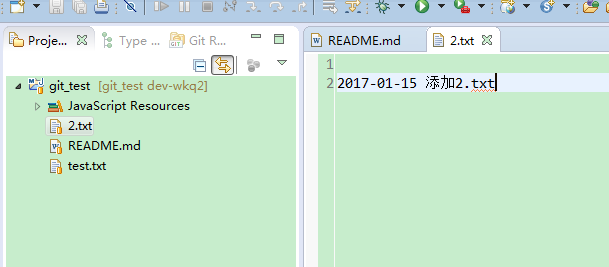 Proje...
Type ...
Git R...
git_test [git_test dev-wkq2]
JavaScript Resources
2.txt
README.md
test.txt
README.md
2.txt
1
2
2017-01-15 添加2.txt